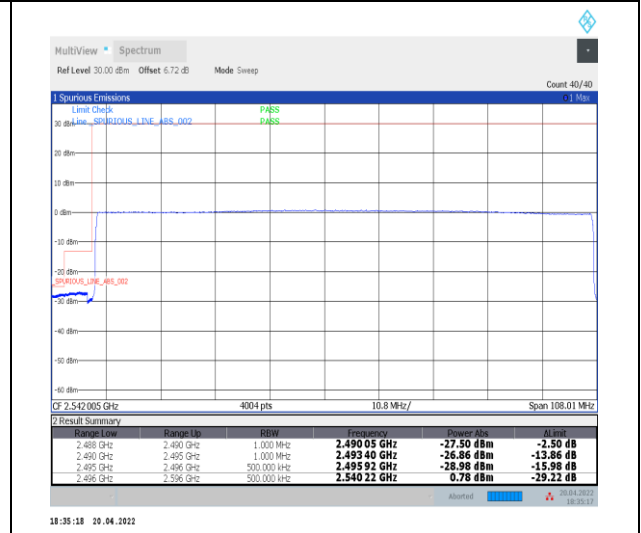 MultiView Spectrum
Ref Level 30.00 dBm Offset 6.72 dB Mode Sweep
Count 40/40
1 Spurious Emissions 1 Max
Limit Check PASS
30 dBm Line _SPURIOUS_LINE_ABS_002 PASS
20 dBm
10 dBm
0 dBm
-10 dBm
-20 dBm
SPURIOUS_LINE_ABS_002
-30 dBm
-40 dBm
-50 dBm
-60 dBm
CF 2.542005 GHz 4004 pts 10.8 MHz/ Span 108.01 MHz
2 Result Summary
Range Low Range Up RBW Frequency Power Abs ΔLimit
2.488 GHz 2.490 GHz 1.000 MHz 2.490 05 GHz -27.50 dBm -2.50 dB
2.490 GHz 2.495 GHz 1.000 MHz 2.493 40 GHz -26.86 dBm -13.86 dB
2.495 GHz 2.496 GHz 500.000 kHz 2.495 92 GHz -28.98 dBm -15.98 dB
2.496 GHz 2.596 GHz 500.000 kHz 2.540 22 GHz 0.78 dBm -29.22 dB
Aborted 20.04.2022
18:35:17
18:35:18 20.04.2022